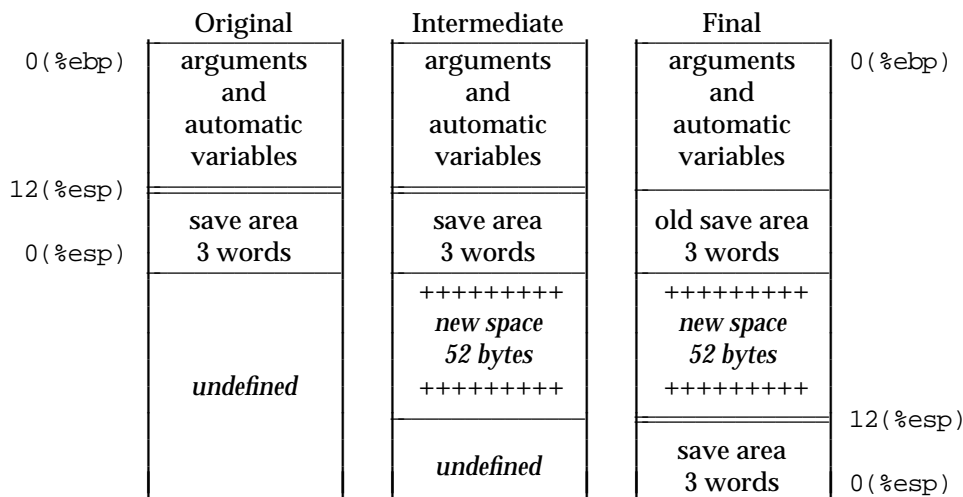 Original Intermediate Final
0(%ebp) arguments arguments arguments 0(%ebp)
and and and
automatic automatic automatic
variables variables variables
12(%esp)
save area save area old save area
0(%esp) 3 words 3 words 3 words
+++++++++ +++++++++
new space new space
52 bytes 52 bytes
undefined +++++++++ +++++++++
12(%esp)
undefined save area
3 words 0(%esp)